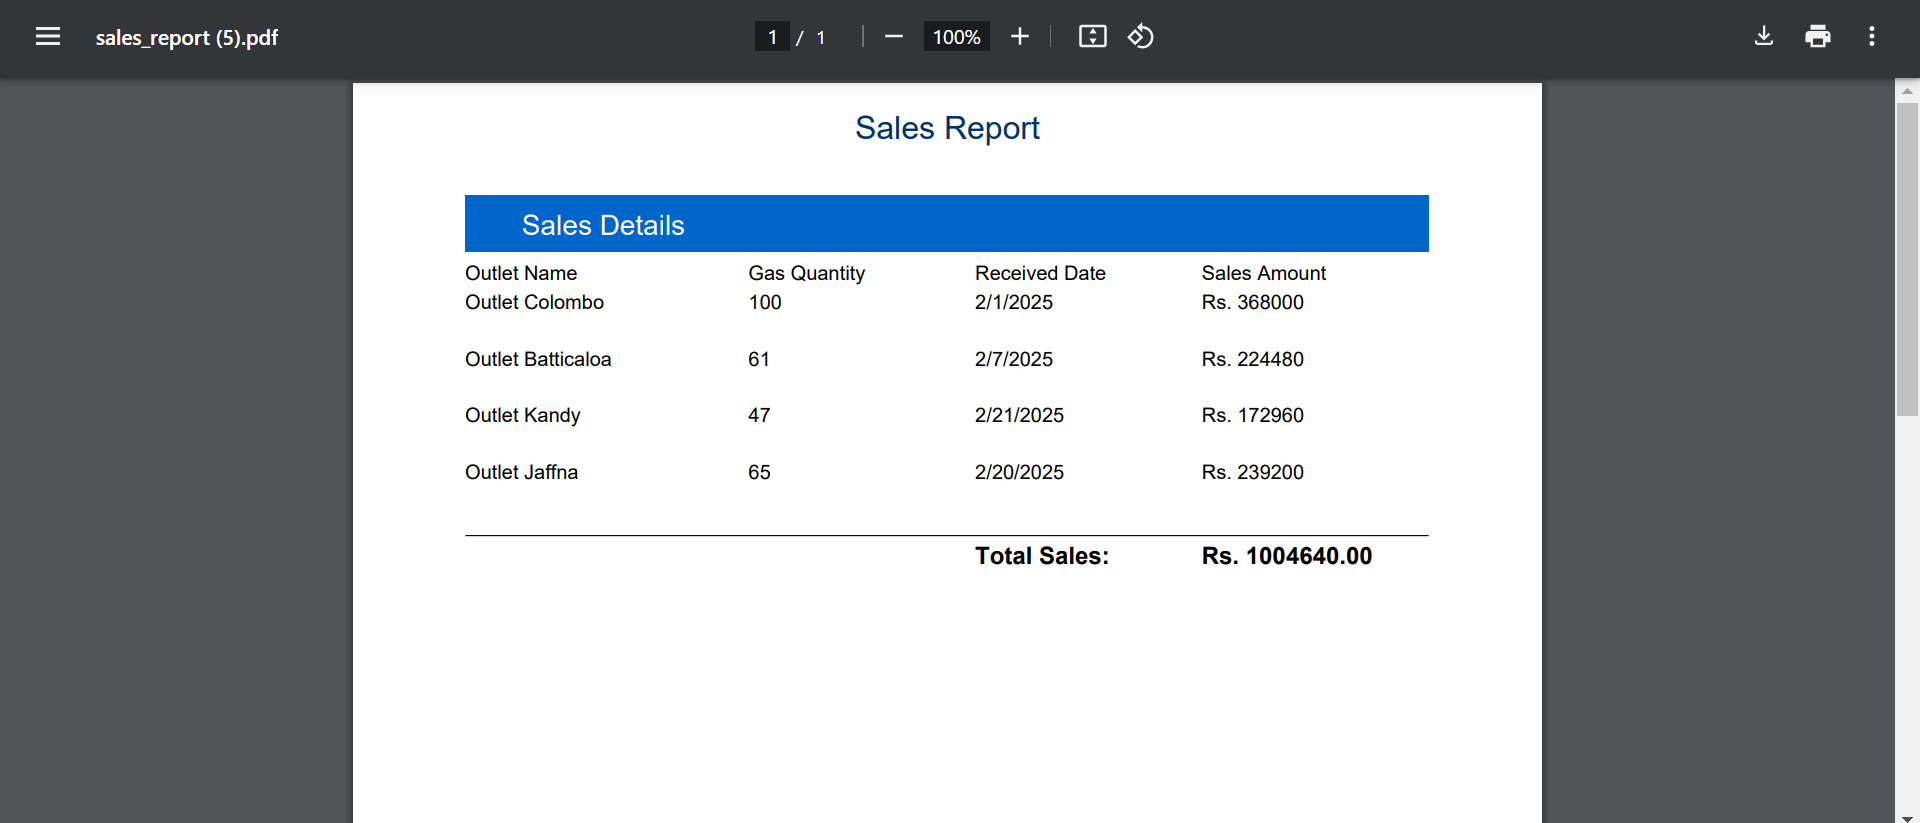 sales_report (5).pdf
1 / 1
100%
Sales Report
Sales Details
Outlet Name Gas Quantity Received Date Sales Amount
Outlet Colombo 100 2/1/2025 Rs. 368000
Outlet Batticaloa 61 2/7/2025 Rs. 224480
Outlet Kandy 47 2/21/2025 Rs. 172960
Outlet Jaffna 65 2/20/2025 Rs. 239200
Total Sales: Rs. 1004640.00